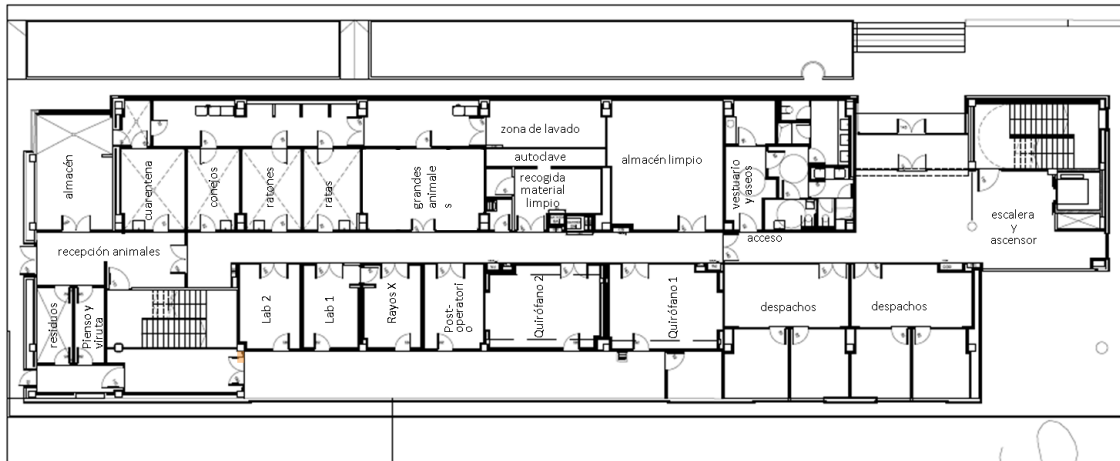 zona de lavado
autoclave
recogida
material
limpio
almacén limpio
almacén
cuarentena
conejos
ratones
ratas
grandes
animale
s
vestuario
y aseos
acceso
escalera
y
ascensor
recepción animales
residuos
Pienso y
viruta
Lab 2
Lab 1
Rayos X
Post-
operatori
o
Quirófano 2
Quirófano 1
despachos
despachos